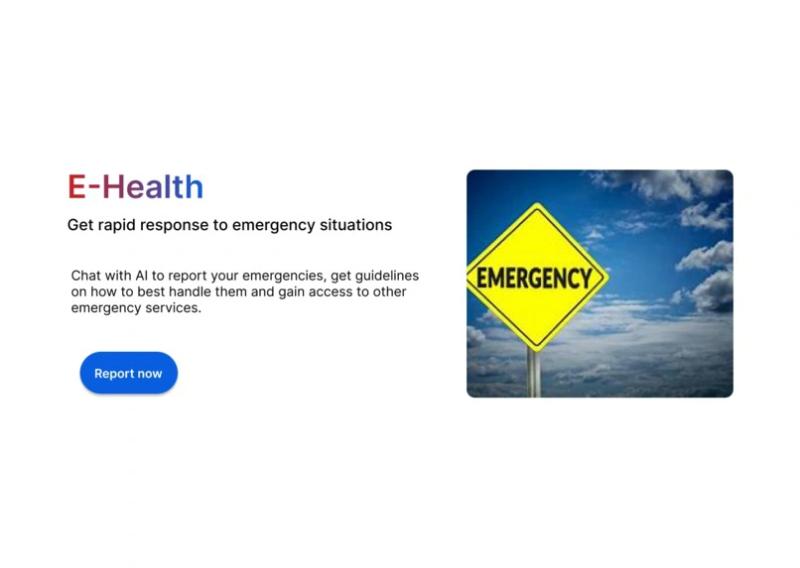 E-Health
Get rapid response to emergency situations
Chat with AI to report your emergencies, get guidelines
on how to best handle them and gain access to other
emergency services.
Report now
EMERGENCY